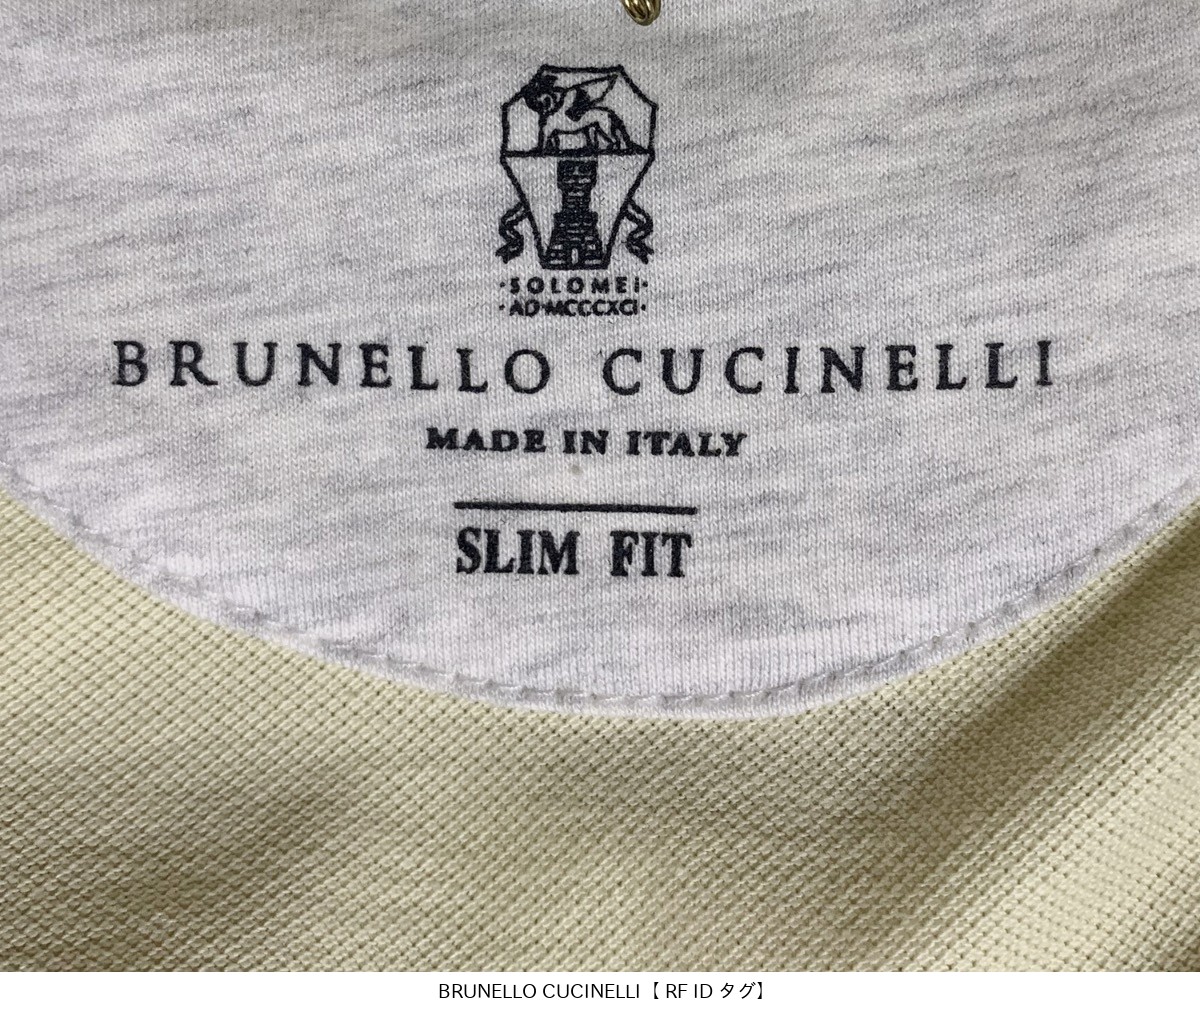 ·SOLOMEI·
·AD·MCCCXCI·
BRUNELLO CUCINELLI
MADE IN ITALY
SLIM FIT
BRUNELLO CUCINELLI【 RF ID タグ】